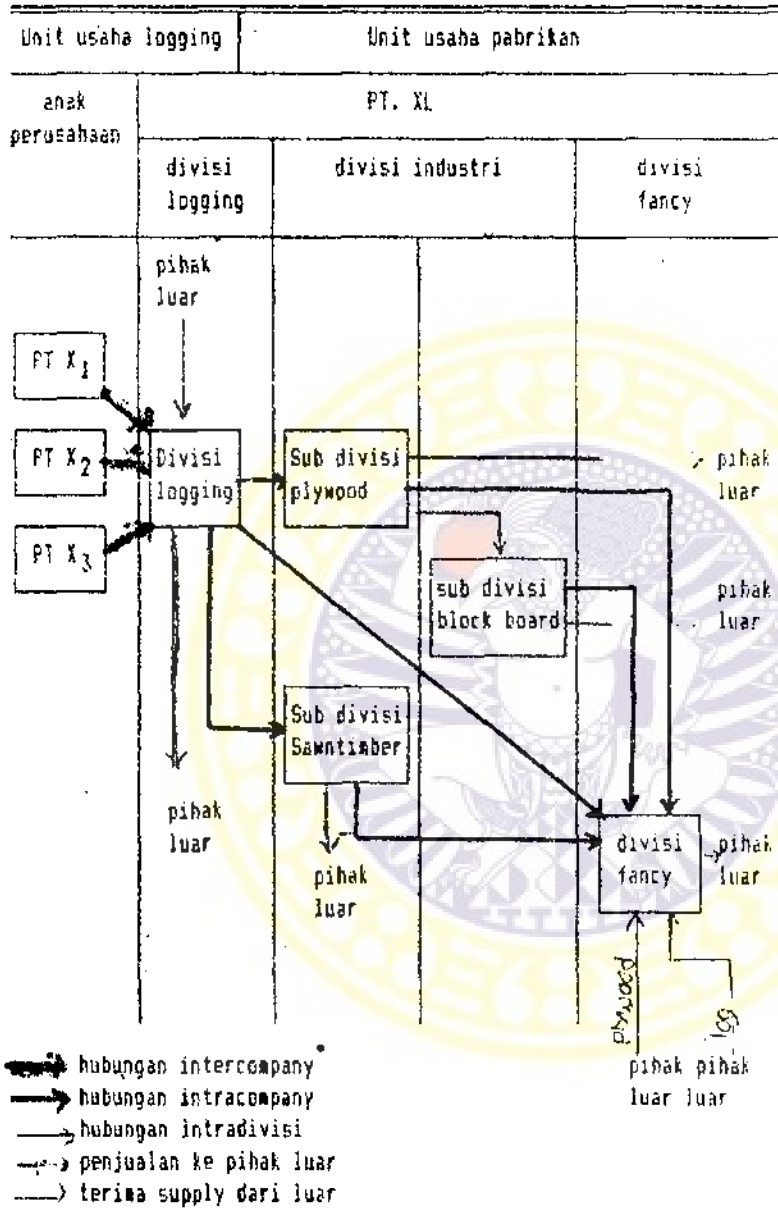 Unit usaha logging
Unit usaha pabrikan
anak
perusahaan
PT. XL
divisi
logging
divisi industri
divisi
fancy
pihak
luar
PT X1
PT X2
PT X3
Divisi
logging
Sub divisi
plywood
pihak
luar
sub divisi
block board
pihak
luar
Sub divisi
Sawntimber
pihak
luar
pihak
luar
divisi
fancy
pihak
luar
plywood
log
pihak pihak
luar luar
hubungan intercompany
hubungan intracompany
hubungan intradivisi
penjualan ke pihak luar
terima supply dari luar